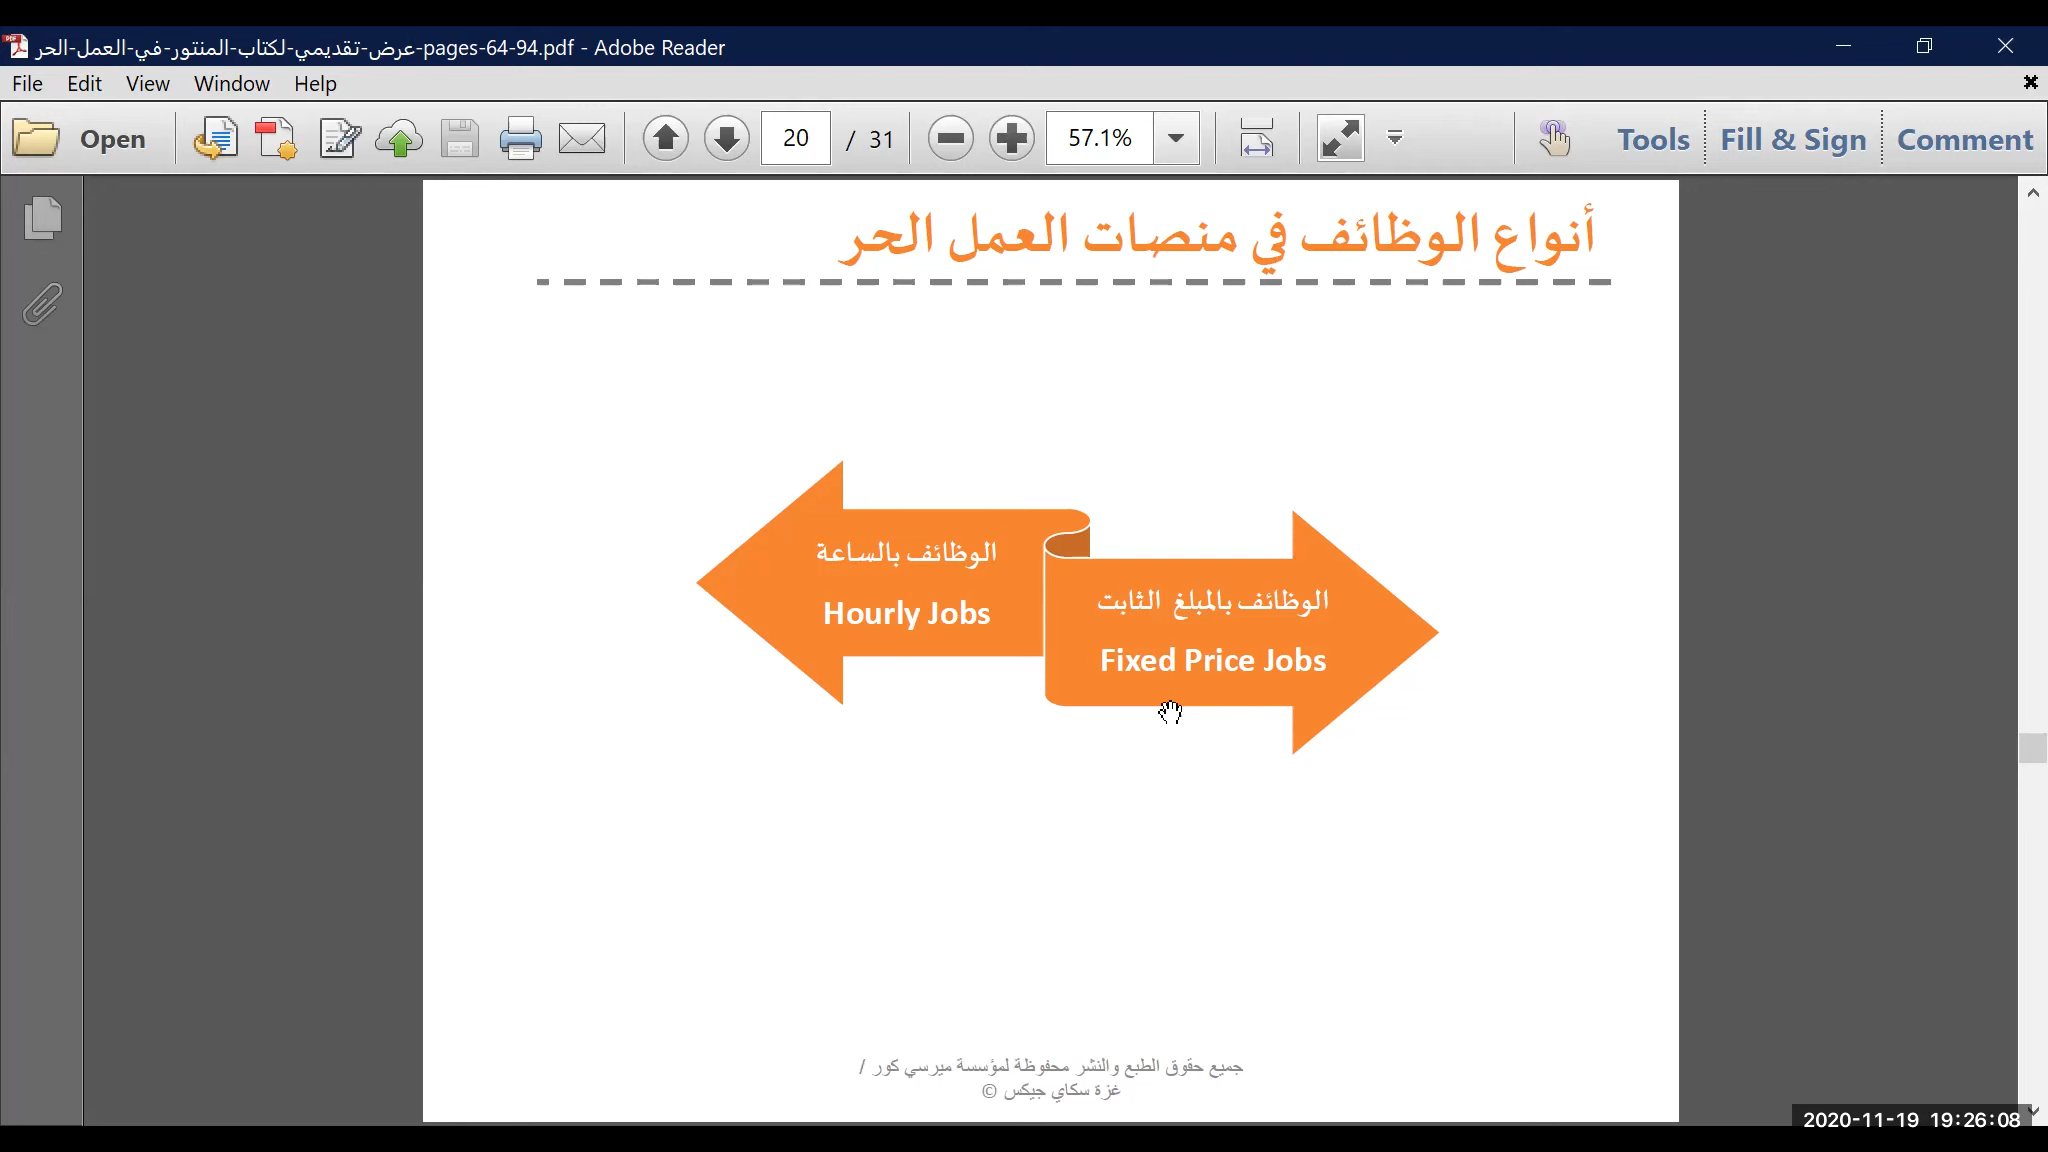 عرض-تقديمي-لكتاب-المنتور-في-العمل-الحر-pages-64-94.pdf - Adobe Reader
File Edit View Window Help
Open 20 / 31 57.1% Tools Fill & Sign Comment
أنواع الوظائف في منصات العمل الحر
الوظائف بالساعة
Hourly Jobs
الوظائف بالمبلغ الثابت
Fixed Price Jobs
جميع حقوق الطبع والنشر محفوظة لمؤسسة ميرسي كور /
غزة سكاي جيكس ©
2020-11-19 19:26:08